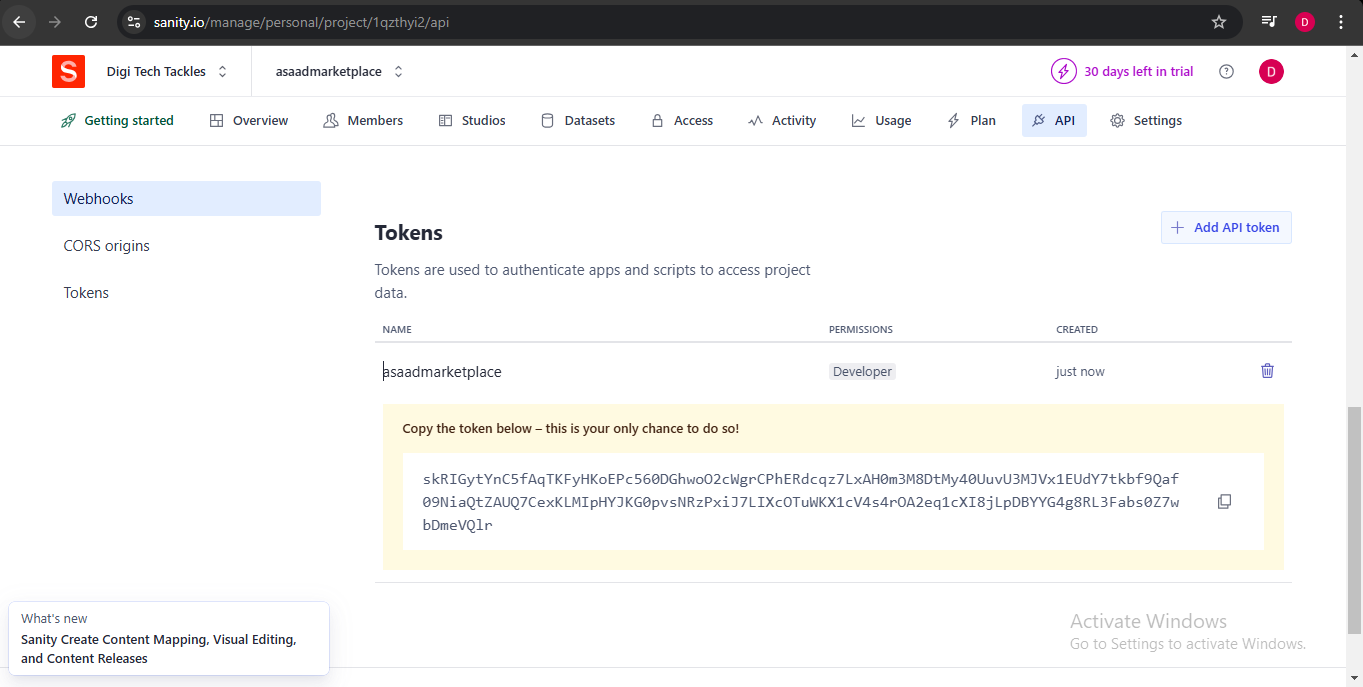 sanity.io/manage/personal/project/1qzthyi2/api
D
S
Digi Tech Tackles
asaadmarketplace
30 days left in trial
?
D
Getting started
Overview
Members
Studios
Datasets
Access
Activity
Usage
Plan
API
Settings
Webhooks
CORS origins
Tokens
Tokens
+ Add API token
Tokens are used to authenticate apps and scripts to access project
data.
NAME PERMISSIONS CREATED
asaadmarketplace Developer just now
Copy the token below – this is your only chance to do so!
skRIGytYnC5fAqTKFyHKoEPc560DGhwoO2cWgrCPhERdcqz7LxAH0m3M8DtMy40UuvU3MJVx1EUdY7tkbf9Qaf
09NiaQtZAUQ7CexKLMIpHYJKG0pvsNRzPxiJ7LIXcOTuWKX1cV4s4rOA2eq1cXI8jLpDBYYG4g8RL3Fabs0Z7w
bDmeVQlr
What's new
Sanity Create Content Mapping, Visual Editing,
and Content Releases
Activate Windows
Go to Settings to activate Windows.